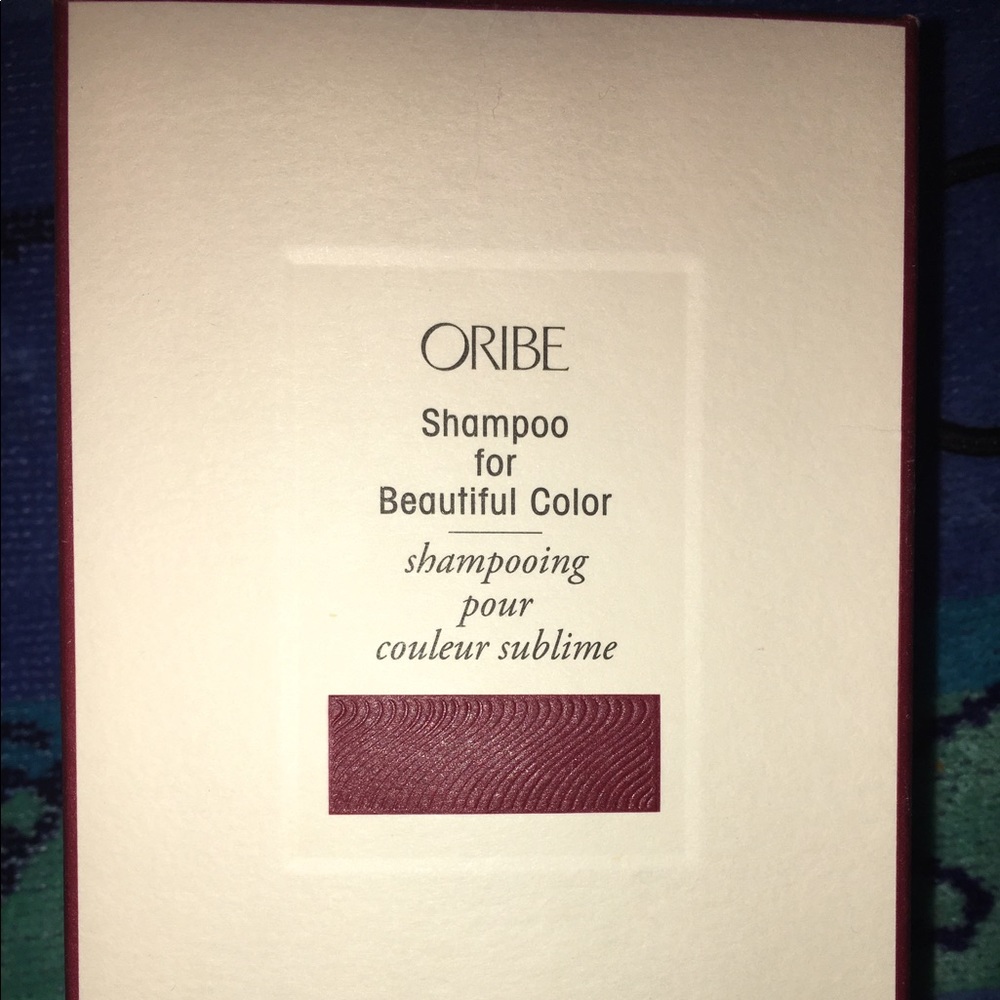 ORIBE
Shampoo
for
Beautiful Color
shampooing
pour
couleur sublime